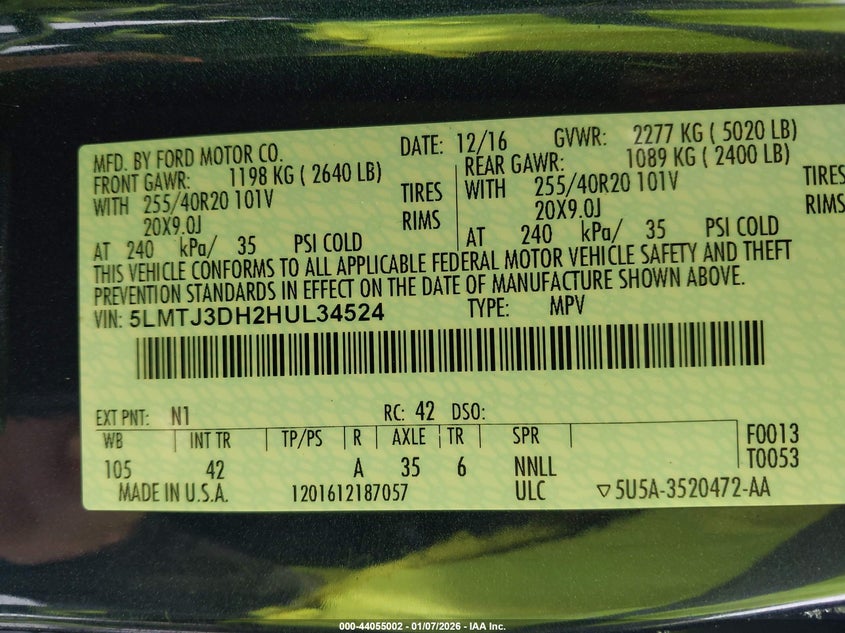 MFD. BY FORD MOTOR CO. DATE: 12/16 GVWR: 2277 KG ( 5020 LB)
FRONT GAWR: 1198 KG ( 2640 LB) REAR GAWR: 1089 KG ( 2400 LB)
WITH 255/40R20 101V TIRES WITH 255/40R20 101V TIRES
20X9.0J RIMS 20X9.0J RIMS
AT 240 kPa/ 35 PSI COLD AT 240 kPa/ 35 PSI COLD
THIS VEHICLE CONFORMS TO ALL APPLICABLE FEDERAL MOTOR VEHICLE SAFETY AND THEFT
PREVENTION STANDARDS IN EFFECT ON THE DATE OF MANUFACTURE SHOWN ABOVE.
VIN: 5LMTJ3DH2HUL34524 TYPE: MPV
EXT PNT: N1 RC: 42 DSO:
WB INT TR TP/PS R AXLE TR SPR F0013
105 42 A 35 6 NNLL T0053
MADE IN U.S.A. 1201612187057 ULC ▽5U5A-3520472-AA
000-44055002 - 01/07/2026 - IAA Inc.